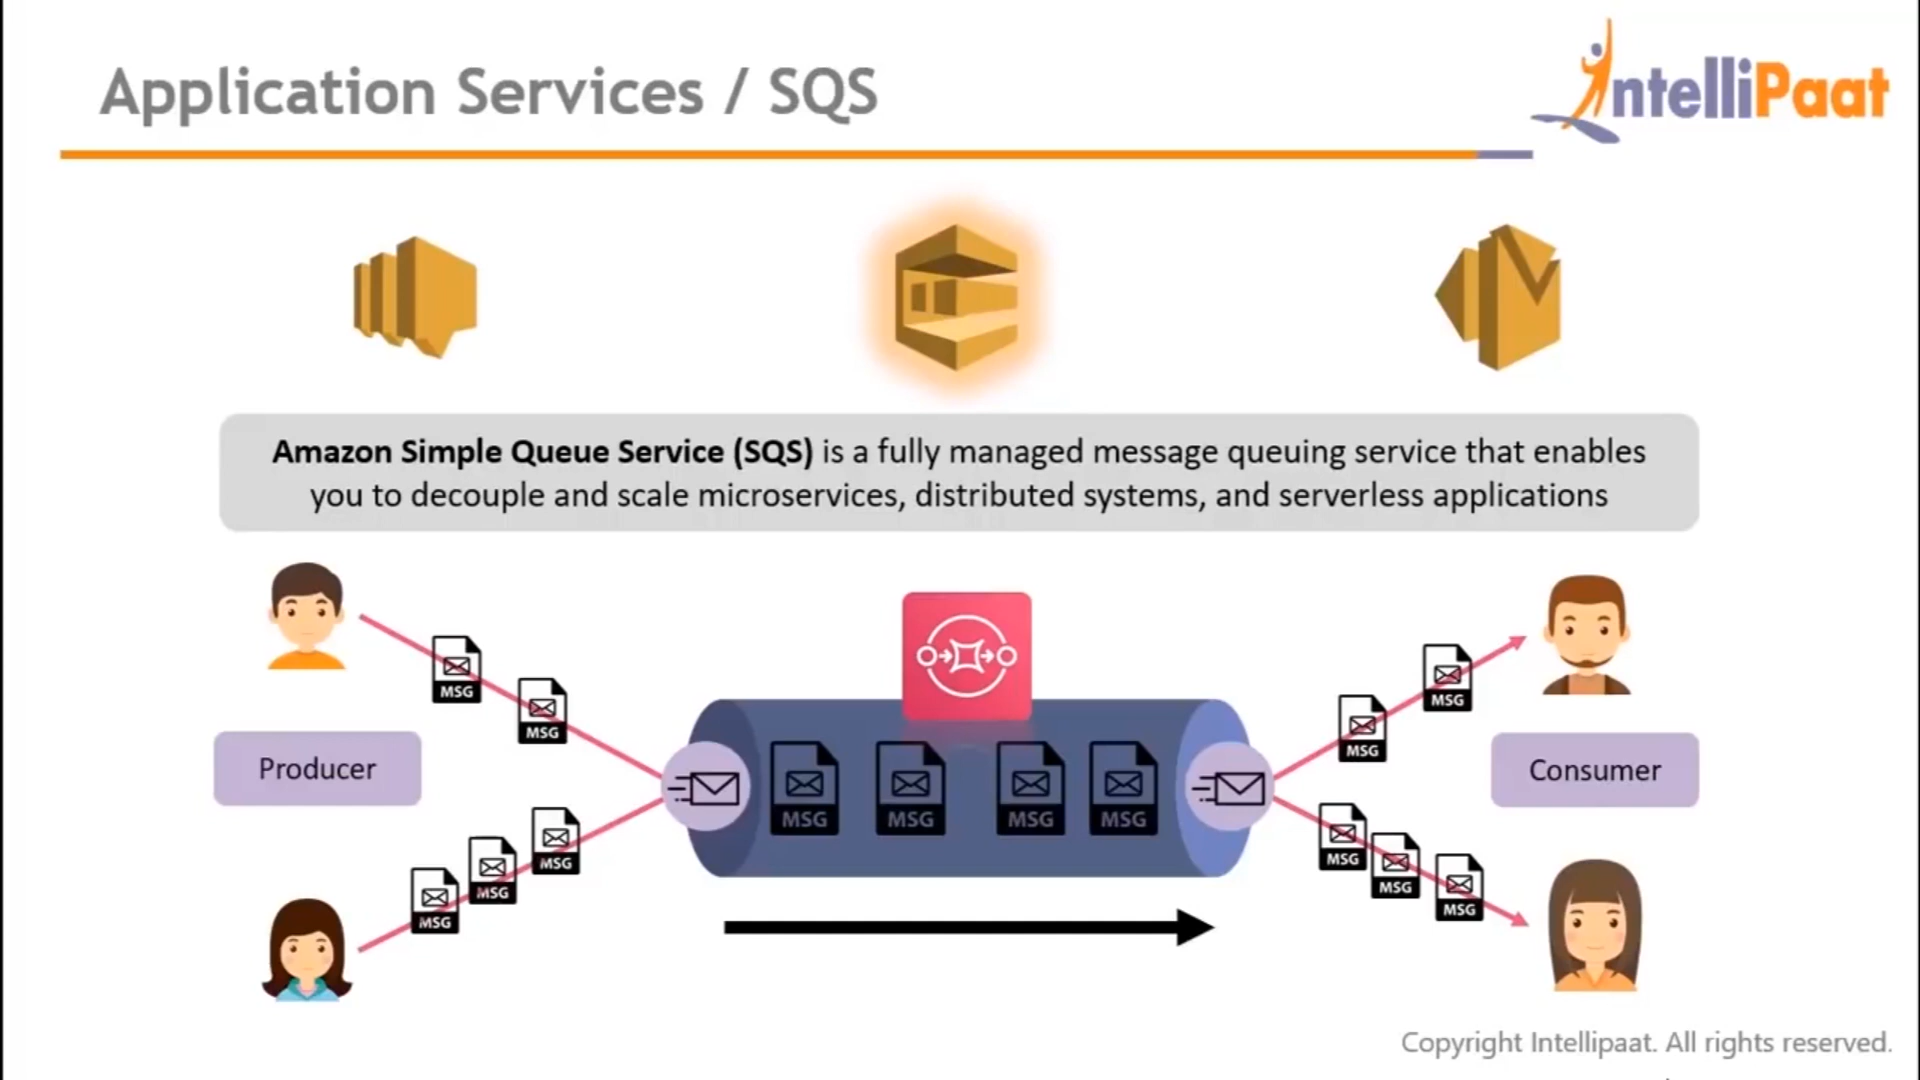 Application Services / SQS
IntelliPaat
Amazon Simple Queue Service (SQS) is a fully managed message queuing service that enables
you to decouple and scale microservices, distributed systems, and serverless applications
MSG
MSG
MSG
MSG
Producer
Consumer
MSG
MSG
MSG
MSG
MSG
MSG
MSG
MSG
MSG
MSG
Copyright Intellipaat. All rights reserved.